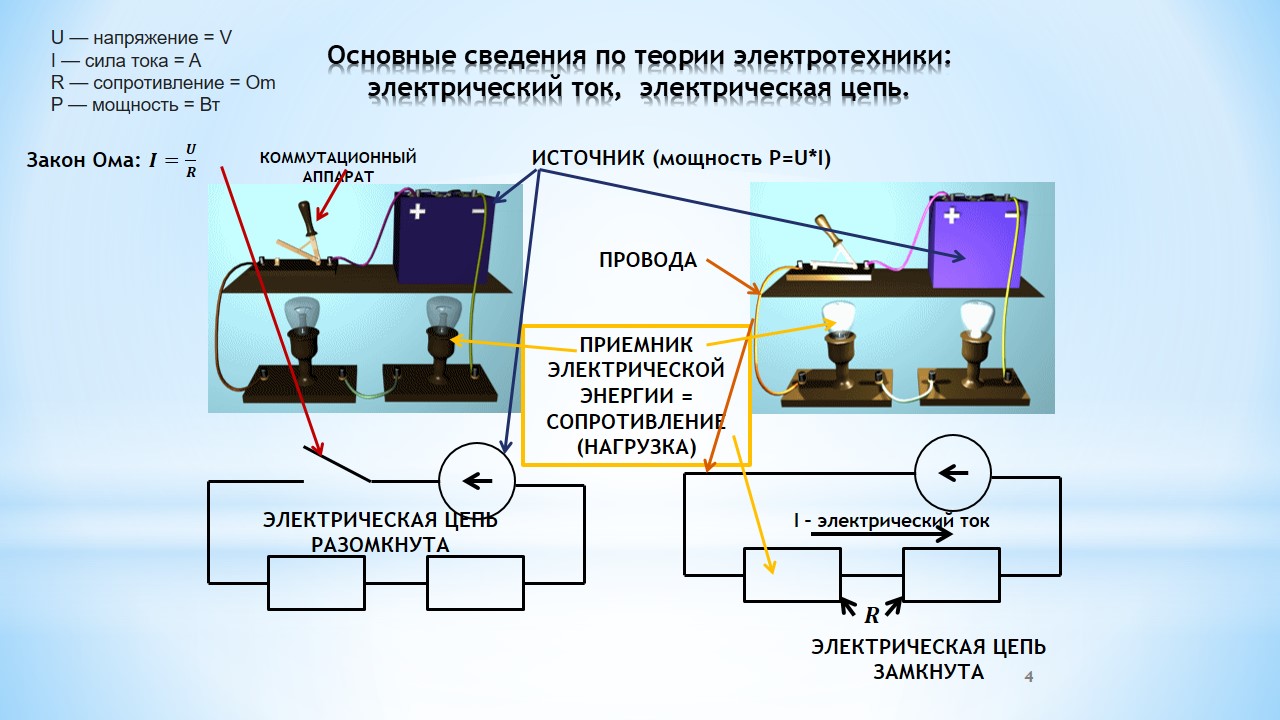 U — напряжение = V
I — сила тока = A
R — сопротивление = Om
P — мощность = Вт
Основные сведения по теории электротехники:
электрический ток, электрическая цепь.
Закон Ома: I = U/R
КОММУТАЦИОННЫЙ
АППАРАТ
ИСТОЧНИК (мощность P=U*I)
+ −
+ −
ПРОВОДА
ПРИЕМНИК
ЭЛЕКТРИЧЕСКОЙ
ЭНЕРГИИ =
СОПРОТИВЛЕНИЕ
(НАГРУЗКА)
ЭЛЕКТРИЧЕСКАЯ ЦЕПЬ
РАЗОМКНУТА
I – электрический ток
R
ЭЛЕКТРИЧЕСКАЯ ЦЕПЬ
ЗАМКНУТА
4